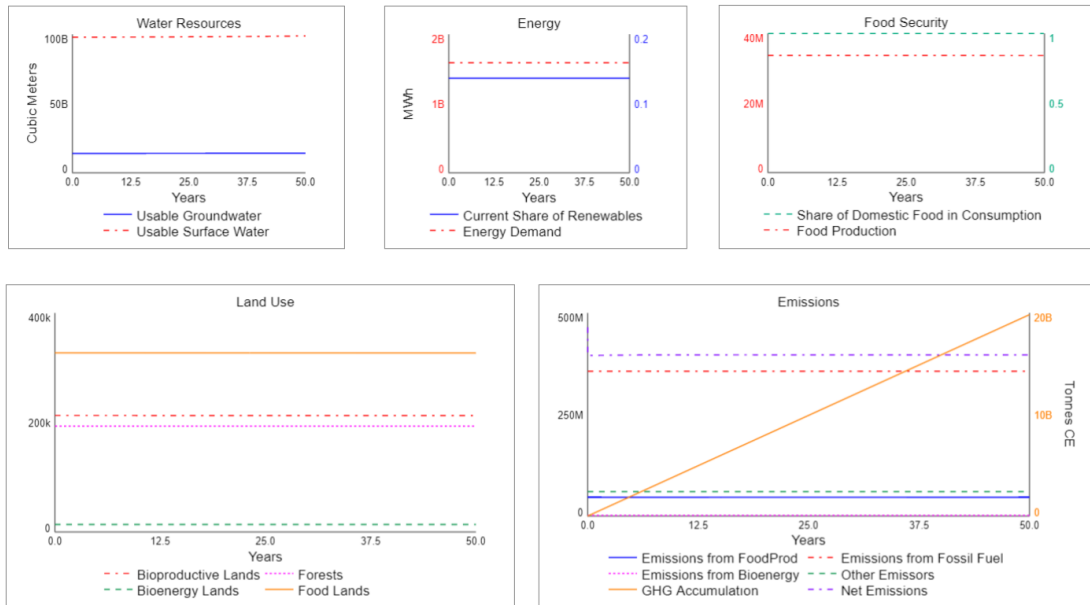 Water Resources
100B
50B
0
Cubic Meters
0.0 12.5 25.0 37.5 50.0
Years
Usable Groundwater
Usable Surface Water
Energy
2B
1B
0
MWh
0.2
0.1
0
0.0 12.5 25.0 37.5 50.0
Years
Current Share of Renewables
Energy Demand
Food Security
40M
20M
0
1
0.5
0
0.0 12.5 25.0 37.5 50.0
Years
Share of Domestic Food in Consumption
Food Production
Land Use
400k
200k
0
0.0 12.5 25.0 37.5 50.0
Years
Bioproductive Lands Forests
Bioenergy Lands Food Lands
Emissions
500M
250M
0
20B
10B
0
Tonnes CE
0.0 12.5 25.0 37.5 50.0
Years
Emissions from FoodProd Emissions from Fossil Fuel
Emissions from Bioenergy Other Emissors
GHG Accumulation Net Emissions